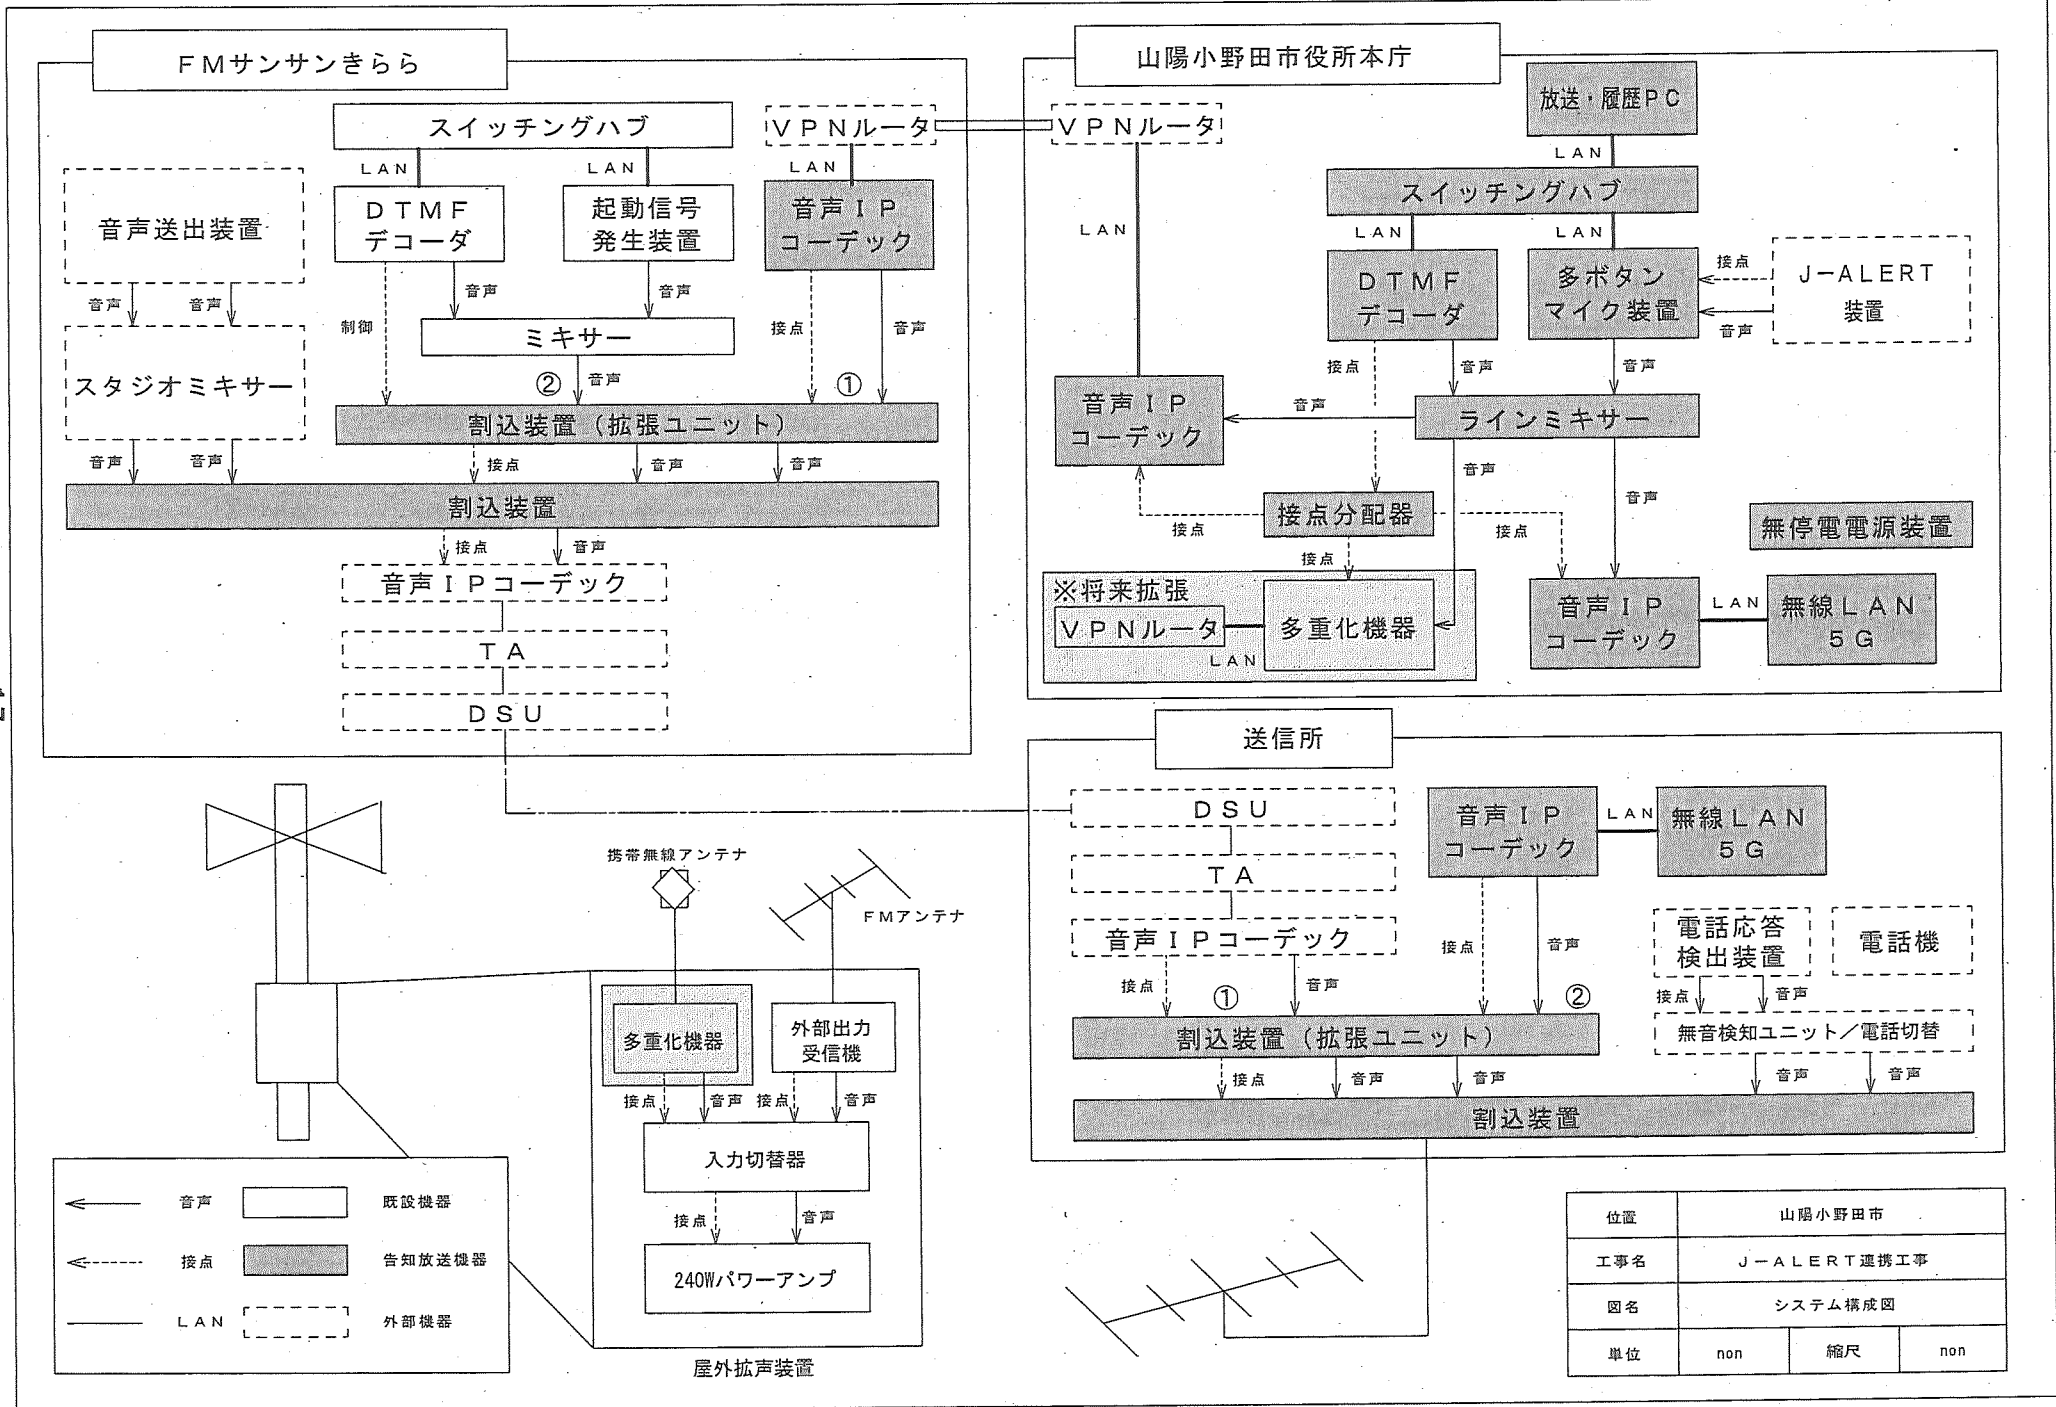 FMサンサンきらら
スイッチングハブ
VPNルータ
LAN
LAN
LAN
音声送出装置
DTMF
デコーダ
起動信号
発生装置
音声IP
コーデック
音声
音声
音声
音声
制御
接点
音声
ミキサー
スタジオミキサー
②
音声
①
割込装置(拡張ユニット)
音声
音声
接点
音声
音声
割込装置
接点
音声
音声IPコーデック
TA
DSU
山陽小野田市役所本庁
放送・履歴PC
VPNルータ
LAN
スイッチングハブ
LAN
LAN
LAN
DTMF
デコーダ
多ボタン
マイク装置
接点
音声
J-ALERT
装置
接点
音声
音声
音声IP
コーデック
音声
ラインミキサー
音声
音声
接点
接点分配器
接点
無停電電源装置
接点
※将来拡張
VPNルータ
LAN
多重化機器
音声IP
コーデック
LAN
無線LAN
5G
送信所
DSU
TA
音声IPコーデック
音声IP
コーデック
LAN
無線LAN
5G
接点
音声
電話応答
検出装置
電話機
接点
①
音声
②
接点
音声
割込装置(拡張ユニット)
無音検知ユニット/電話切替
接点
音声
音声
音声
音声
割込装置
携帯無線アンテナ
FMアンテナ
多重化機器
外部出力
受信機
接点
音声
接点
音声
入力切替器
接点
音声
240Wパワーアンプ
屋外拡声装置
音声
既設機器
接点
告知放送機器
LAN
外部機器
位置
山陽小野田市
工事名
J-ALERT連携工事
図名
システム構成図
単位
non
縮尺
non